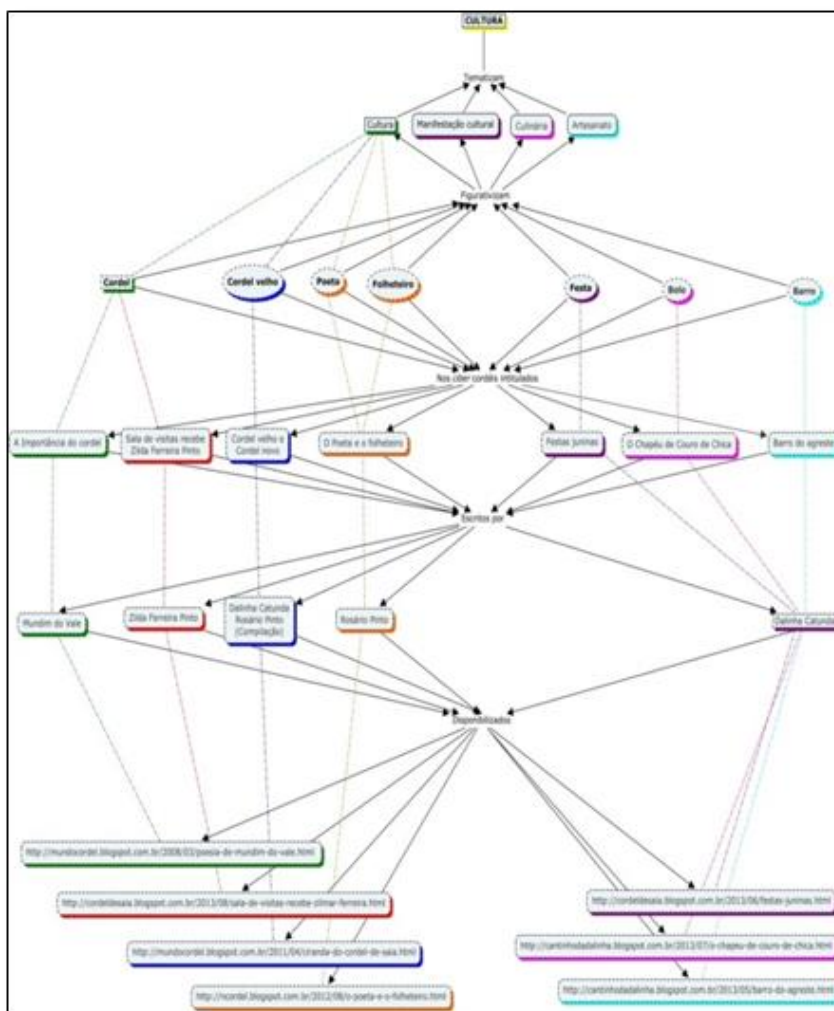 CULTURA
Tematizam
Cultura
Manifestação cultural
Culinária
Artesanato
Figurativizam
Cordel
Cordel velho
Poeta
Folheteiro
Festa
Bolo
Barro
Nos ciber cordéis intitulados
A Importância do cordel
Sala de visitas recebe
Zilda Ferreira Pinto
Cordel velho e
Cordel novo
O Poeta e o folheteiro
Festas juninas
O Chapéu de Couro de Chica
Barro do agreste
Escritos por
Mundim do Vale
Zilda Ferreira Pinto
Dalinha Catunda
Rosário Pinto
(Compilação)
Rosário Pinto
Dalinha Catunda
Disponibilizados
http://mundocordel.blogspot.com.br/2008/03/poesia-de-mundim-do-vale.html
http://cordeldesaia.blogspot.com.br/2013/08/sala-de-visitas-recebe-zilmar-ferreira.html
http://mundocordel.blogspot.com.br/2011/04/ciranda-do-cordel-de-saia.html
http://rcordel.blogspot.com.br/2012/08/o-poeta-e-o-folheteiro.html
http://cordeldesaia.blogspot.com.br/2013/06/festas-juninas.html
http://cantinhodadalinha.blogspot.com.br/2013/07/o-chapeu-de-couro-de-chica.html
http://cantinhodadalinha.blogspot.com.br/2013/05/barro-do-agreste.html